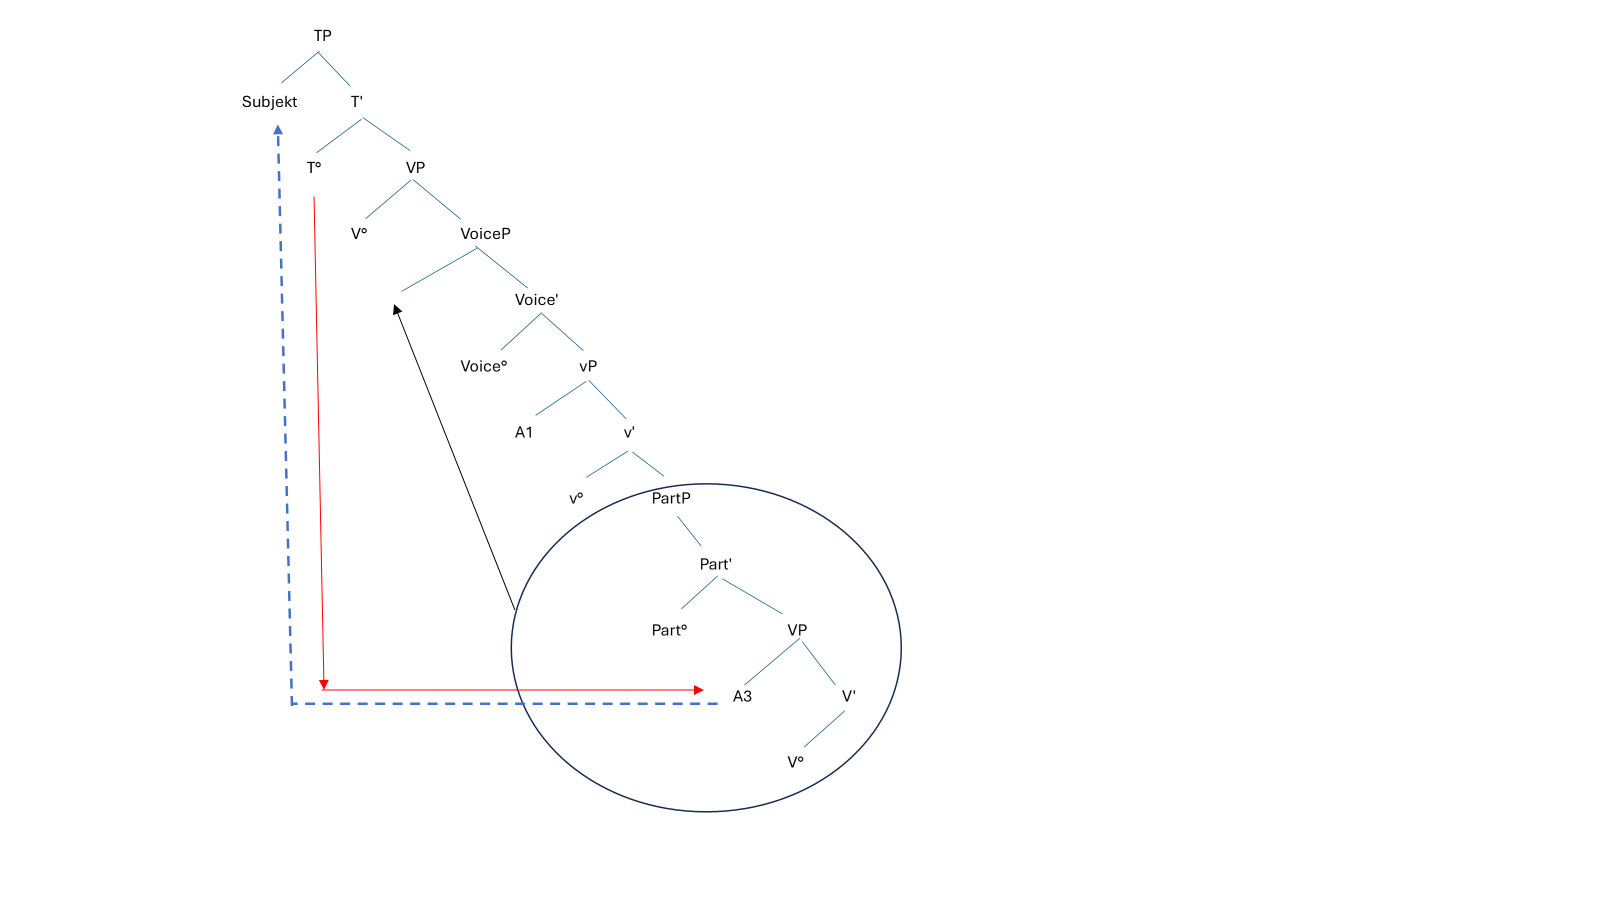 TP
Subjekt T'
T° VP
V° VoiceP
Voice'
Voice° vP
A1 v'
v° PartP
Part'
Part° VP
A3 V'
V°